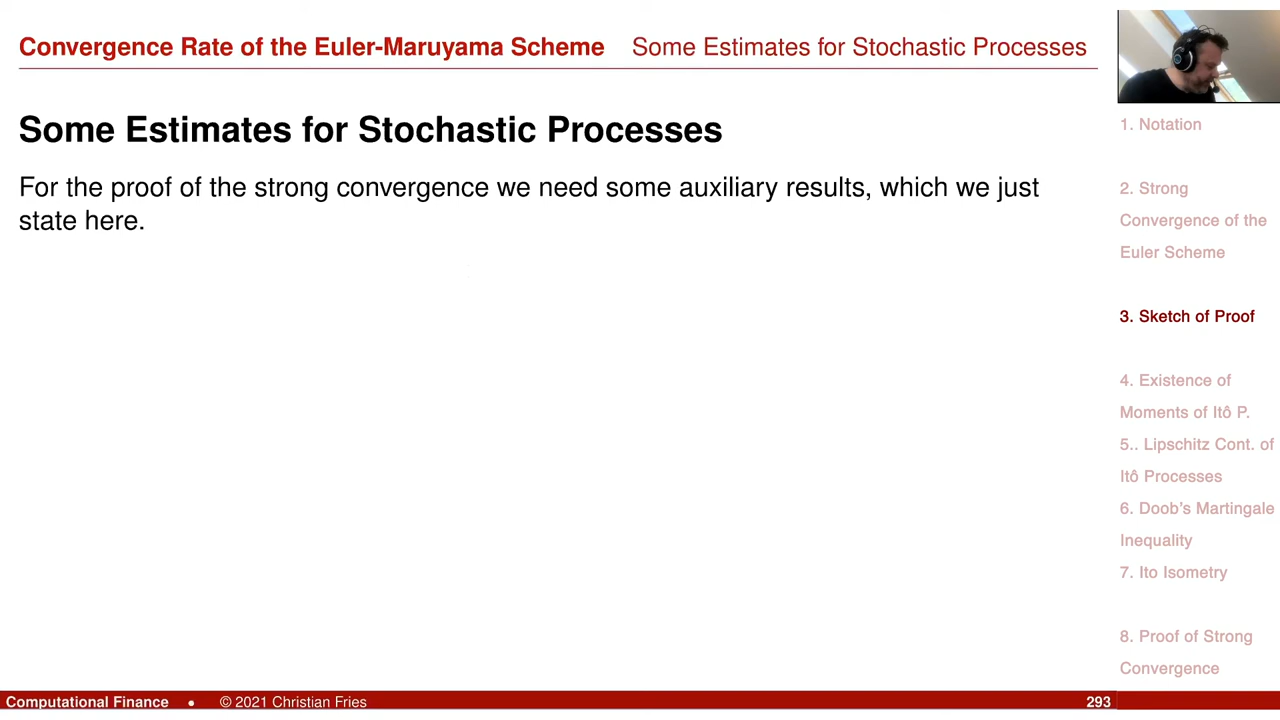 Convergence Rate of the Euler-Maruyama Scheme Some Estimates for Stochastic Processes
Some Estimates for Stochastic Processes
For the proof of the strong convergence we need some auxiliary results, which we just
state here.
1. Notation
2. Strong
Convergence of the
Euler Scheme
3. Sketch of Proof
4. Existence of
Moments of Itô P.
5.. Lipschitz Cont. of
Itô Processes
6. Doob's Martingale
Inequality
7. Ito Isometry
8. Proof of Strong
Convergence
Computational Finance • © 2021 Christian Fries 293